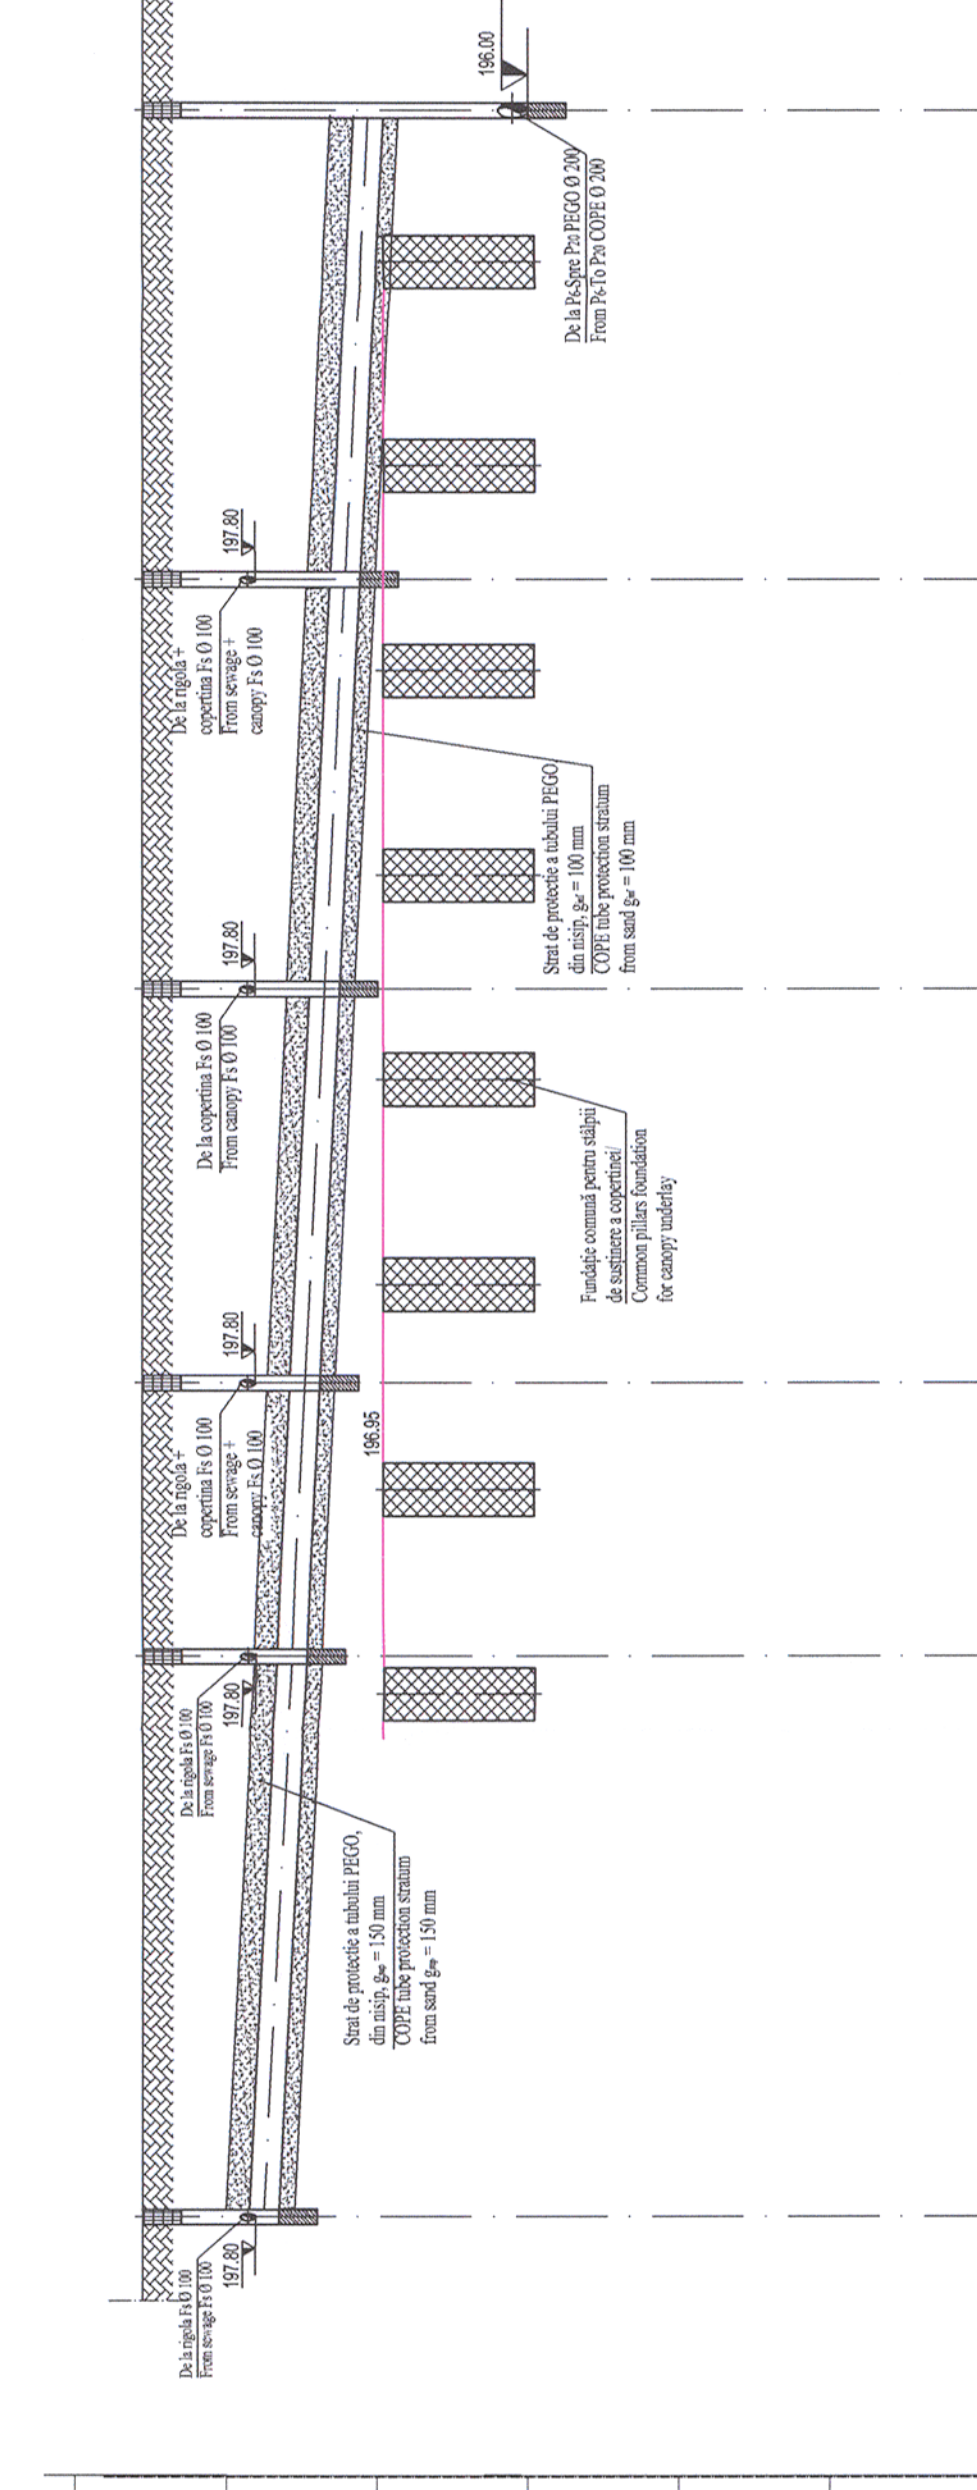 De la rigola Fs Ø 100
From sewage Fs Ø 100
197.80
Strat de protectie a tubului PEGO,
din nisip, = 150 mm
COPE tube protection stratum
from sand = 150 mm
De la rigola Fs Ø 100
From sewage Fs Ø 100
197.80
De la rigola +
copertina Fs Ø 100
From sewage +
canopy Fs Ø 100
197.80
196.95
Fundație comună pentru stâlpii
de susținere a copertinei/
Common pillars foundation
for canopy underlay
De la copertina Fs Ø 100
From canopy Fs Ø 100
197.80
Strat de protectie a tubului PEGO,
din nisip, = 100 mm
COPE tube protection stratum
from sand = 100 mm
De la rigola +
copertina Fs Ø 100
From sewage +
canopy Fs Ø 100
197.80
De la P6-Spre P20 PEGO Ø 200
From P6-To P20 COPE Ø 200
196.00